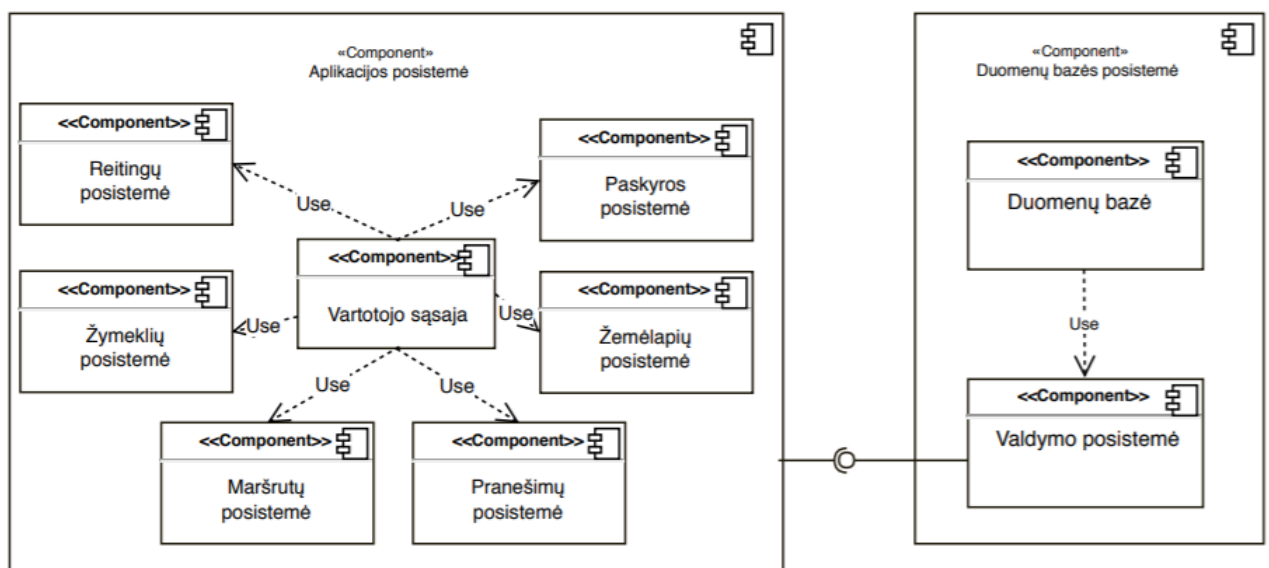 «Component»
Aplikacijos posistemė
<<Component>>
Reitingų
posistemė
<<Component>>
Paskyros
posistemė
Use
Use
<<Component>>
Vartotojo sąsaja
<<Component>>
Žymeklių
posistemė
Use
<<Component>>
Žemėlapių
posistemė
Use
Use
Use
<<Component>>
Maršrutų
posistemė
<<Component>>
Pranešimų
posistemė
«Component»
Duomenų bazės posistemė
<<Component>>
Duomenų bazė
Use
<<Component>>
Valdymo posistemė